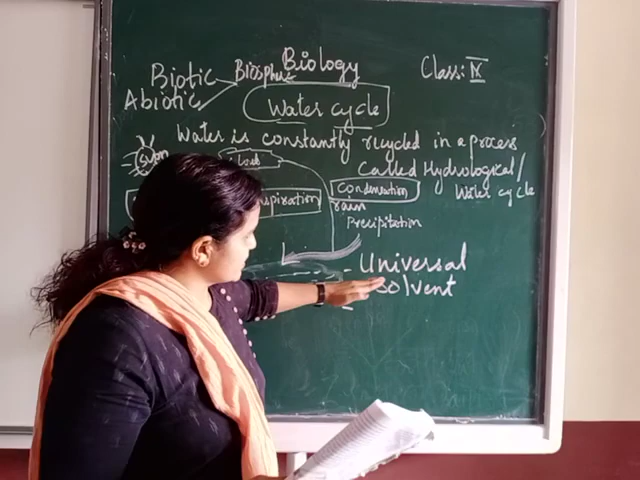 Biology
Class: IX
Biotic Biosphere
Abiotic
Water cycle
Water is constantly recycled in a process
Called Hydrological/
Water cycle
Sun
Condensation
rain
Precipitation
Universal
Solvent